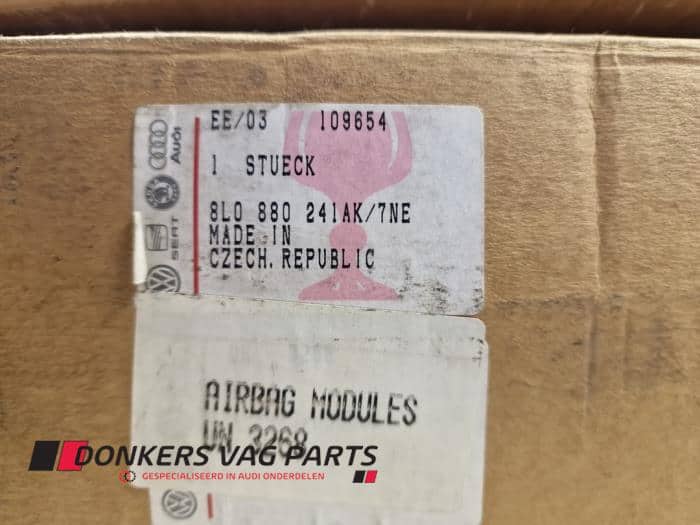 EE/03 109654
1 STUECK
8L0 880 241AK/7NE
MADE IN
CZECH. REPUBLIC
Audi
SEAT
AIRBAG MODULES
UN 3268
DONKERS VAG PARTS
GESPECIALISEERD IN AUDI ONDERDELEN